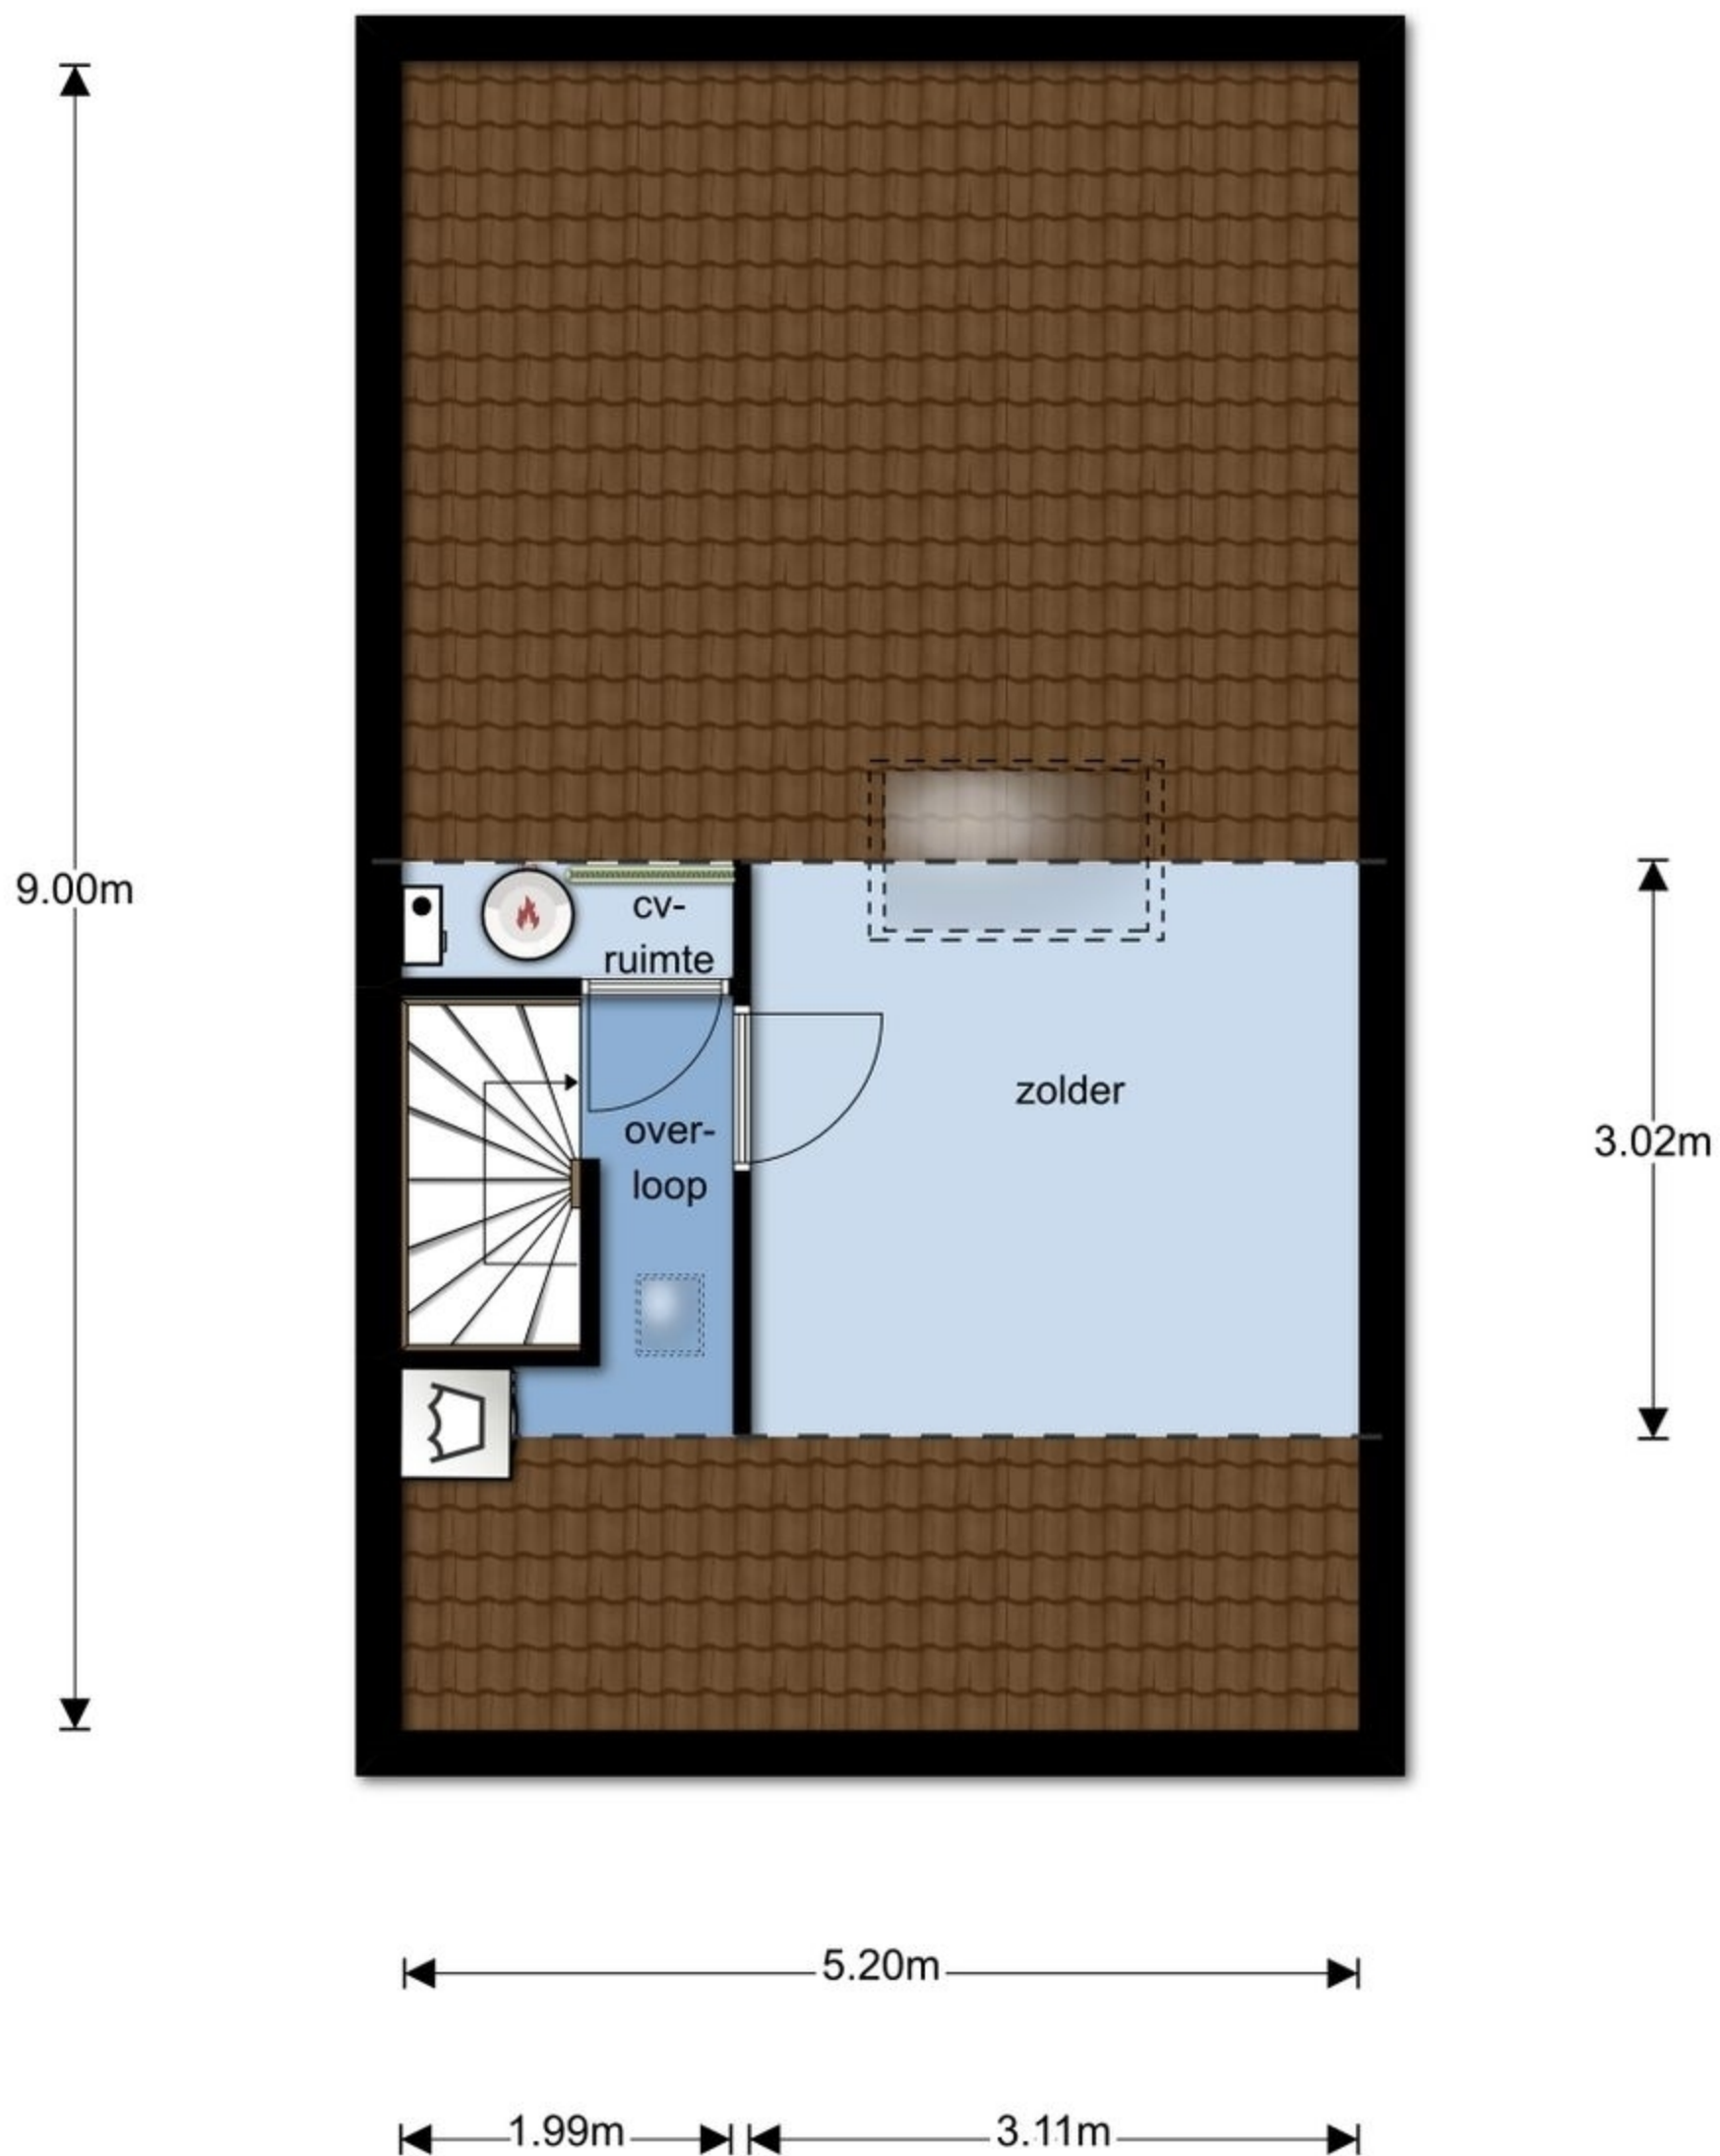 9.00m
cv-
ruimte
zolder
over-
loop
3.02m
5.20m
1.99m
3.11m